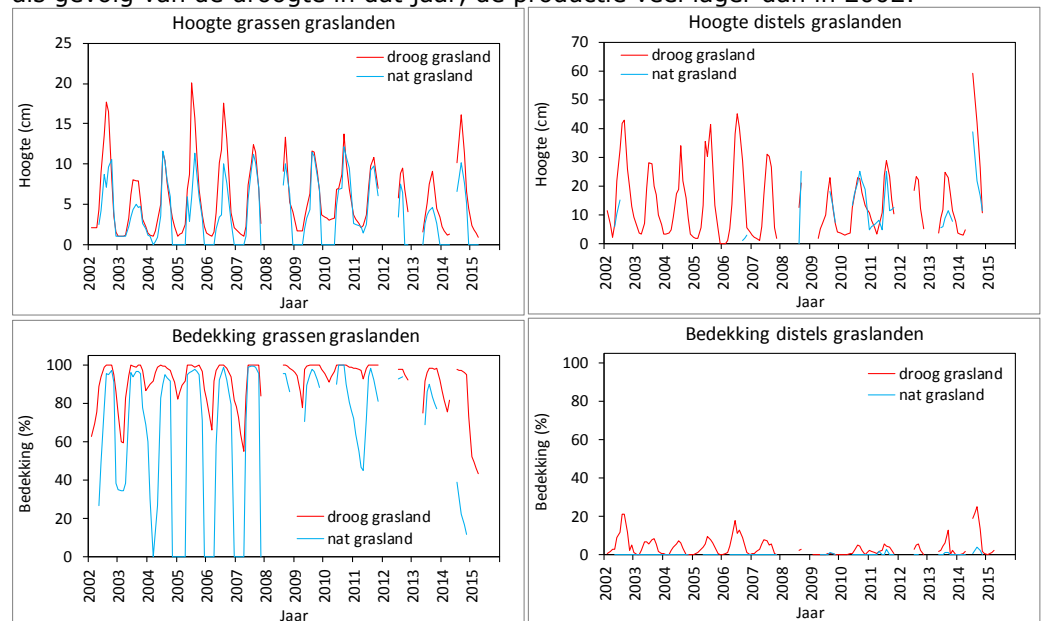 als gevolg van de droogte in dat jaar, de productie veel lager dan in 2002.
Hoogte grassen graslanden
25
20
15
10
5
0
Hoogte (cm)
droog grasland
nat grasland
2002 2003 2004 2005 2006 2007 2008 2009 2010 2011 2012 2013 2014 2015
Jaar
Hoogte distels graslanden
70
60
50
40
30
20
10
0
Hoogte (cm)
droog grasland
nat grasland
2002 2003 2004 2005 2006 2007 2008 2009 2010 2011 2012 2013 2014 2015
Jaar
Bedekking grassen graslanden
100
80
60
40
20
0
Bedekking (%)
droog grasland
nat grasland
2002 2003 2004 2005 2006 2007 2008 2009 2010 2011 2012 2013 2014 2015
Jaar
Bedekking distels graslanden
100
80
60
40
20
0
Bedekking (%)
droog grasland
nat grasland
2002 2003 2004 2005 2006 2007 2008 2009 2010 2011 2012 2013 2014 2015
Jaar